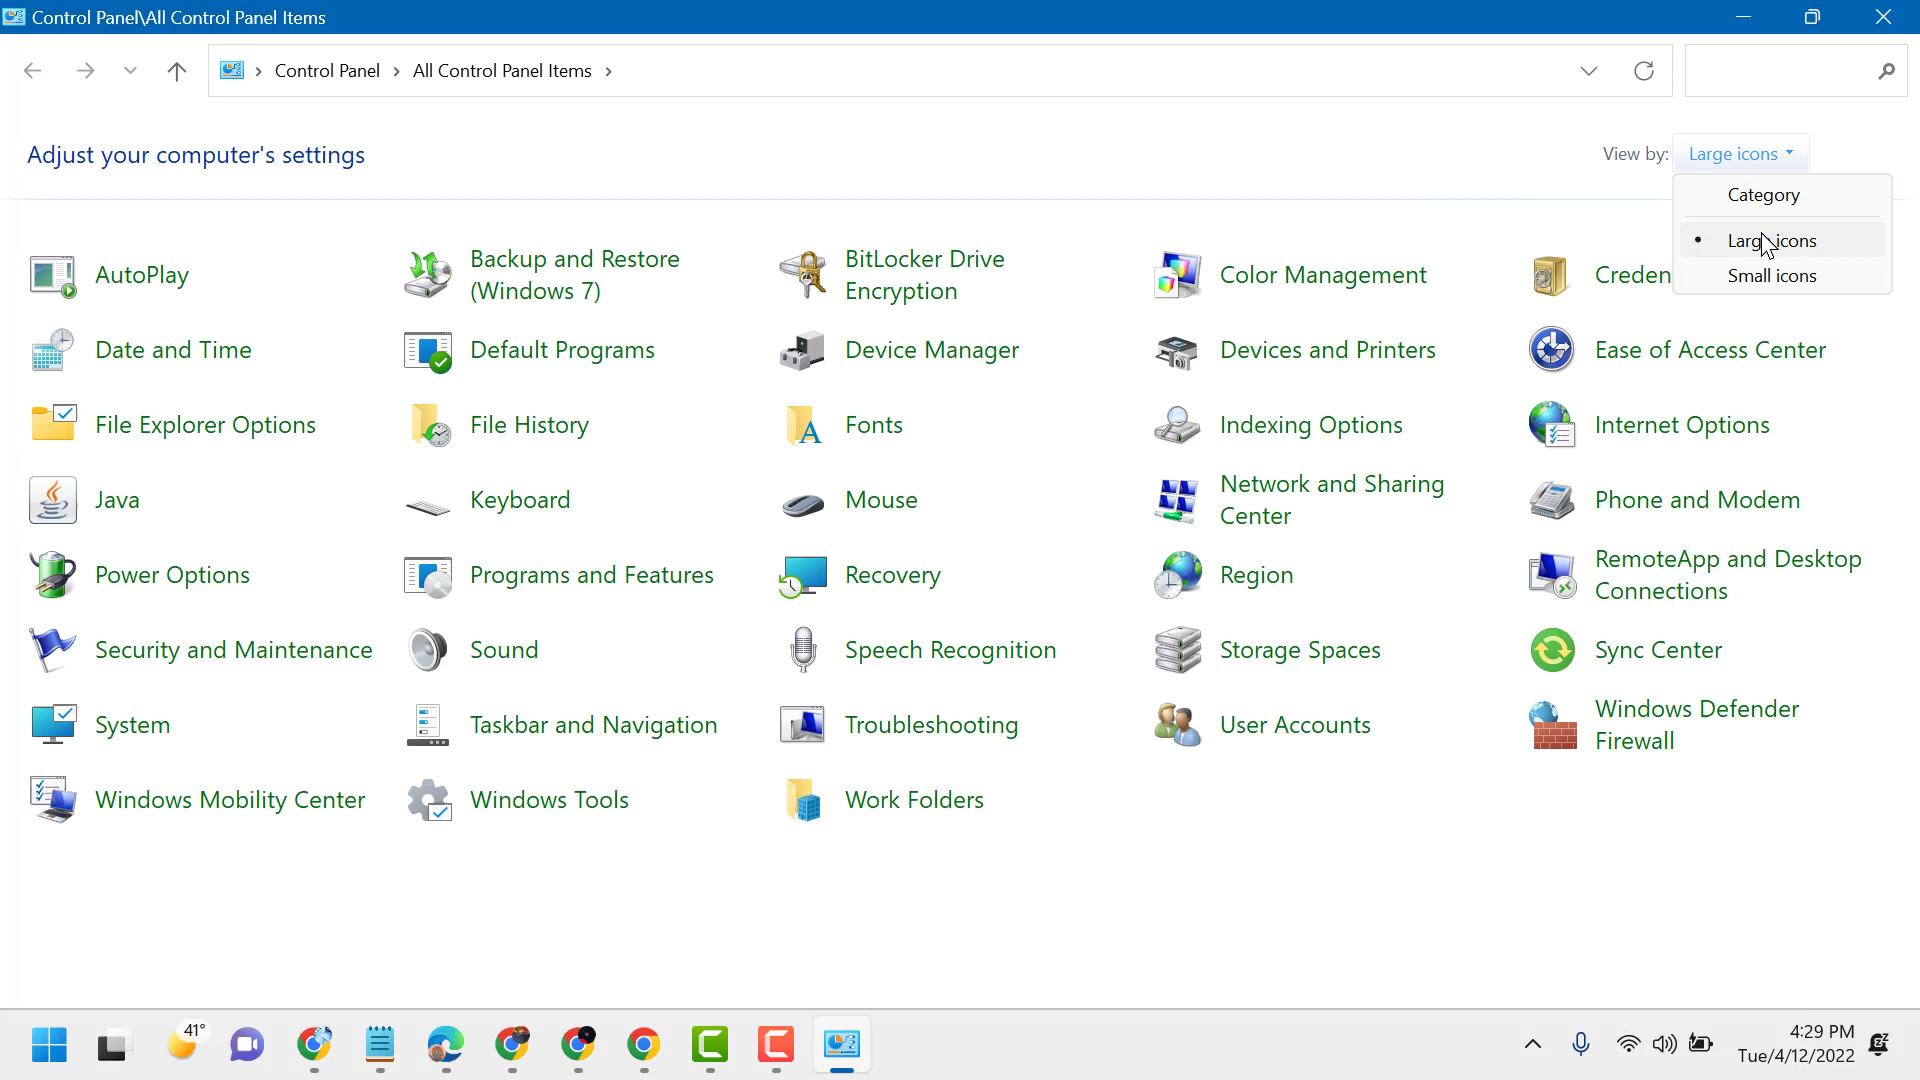 Control Panel\All Control Panel Items
Control Panel > All Control Panel Items >
Adjust your computer's settings
View by: Large icons
Category
Large icons
Small icons
AutoPlay
Backup and Restore
(Windows 7)
BitLocker Drive
Encryption
Color Management
Creden
Date and Time
Default Programs
Device Manager
Devices and Printers
Ease of Access Center
File Explorer Options
File History
Fonts
Indexing Options
Internet Options
Java
Keyboard
Mouse
Network and Sharing
Center
Phone and Modem
Power Options
Programs and Features
Recovery
Region
RemoteApp and Desktop
Connections
Security and Maintenance
Sound
Speech Recognition
Storage Spaces
Sync Center
System
Taskbar and Navigation
Troubleshooting
User Accounts
Windows Defender
Firewall
Windows Mobility Center
Windows Tools
Work Folders
41°
4:29 PM
Tue/4/12/2022